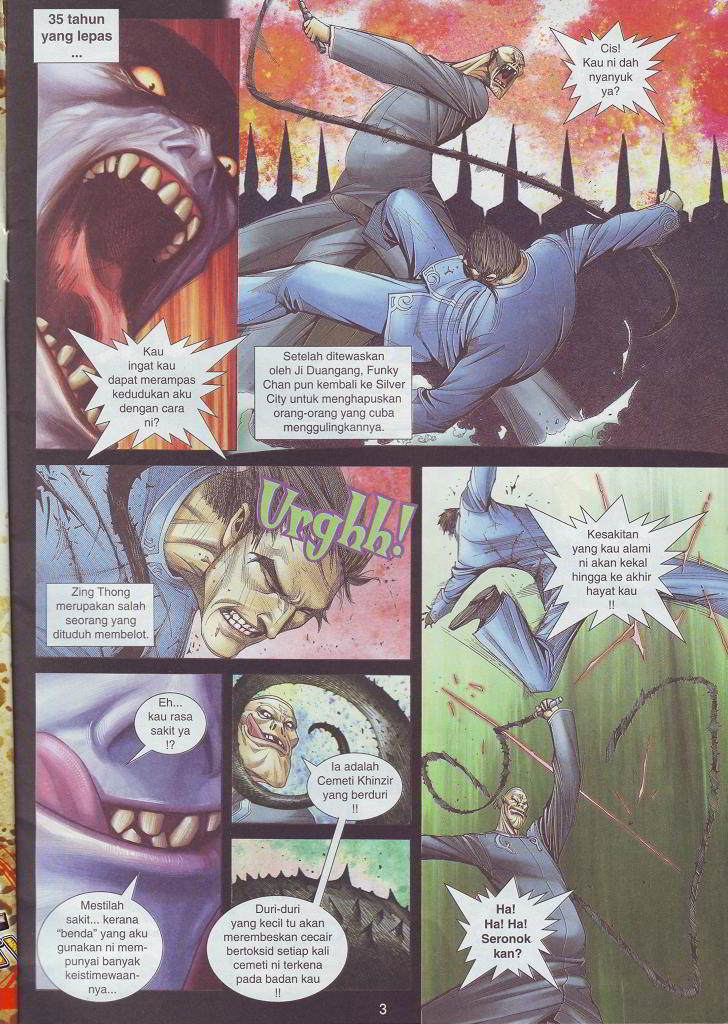 35 tahun
yang lepas
...
Cis!
Kau ni dah
nyanyuk
ya?
Kau
ingat kau
dapat merampas
kedudukan aku
dengan cara
ni?
Setelah ditewaskan
oleh Ji Duangang, Funky
Chan pun kembali ke Silver
City untuk menghapuskan
orang-orang yang cuba
menggulingkannya.
Urghh!
Zing Thong
merupakan salah
seorang yang
dituduh membelot.
Kesakitan
yang kau alami
ni akan kekal
hingga ke akhir
hayat kau
!!
Eh...
kau rasa
sakit ya
!?
Ia adalah
Cemeti Khinzir
yang berduri
!!
Mestilah
sakit... kerana
"benda" yang aku
gunakan ni mem-
punyai banyak
keistimewaan-
nya...
Duri-duri
yang kecil tu akan
merembeskan cecair
bertoksid setiap kali
cemeti ni terkena
pada badan kau
!!
Ha!
Ha! Ha!
Seronok
kan?
3